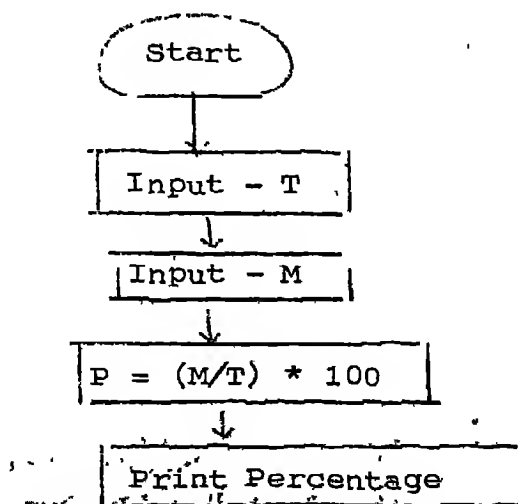 Start
Input - T
Input - M
P = (M/T) * 100
Print Percentage